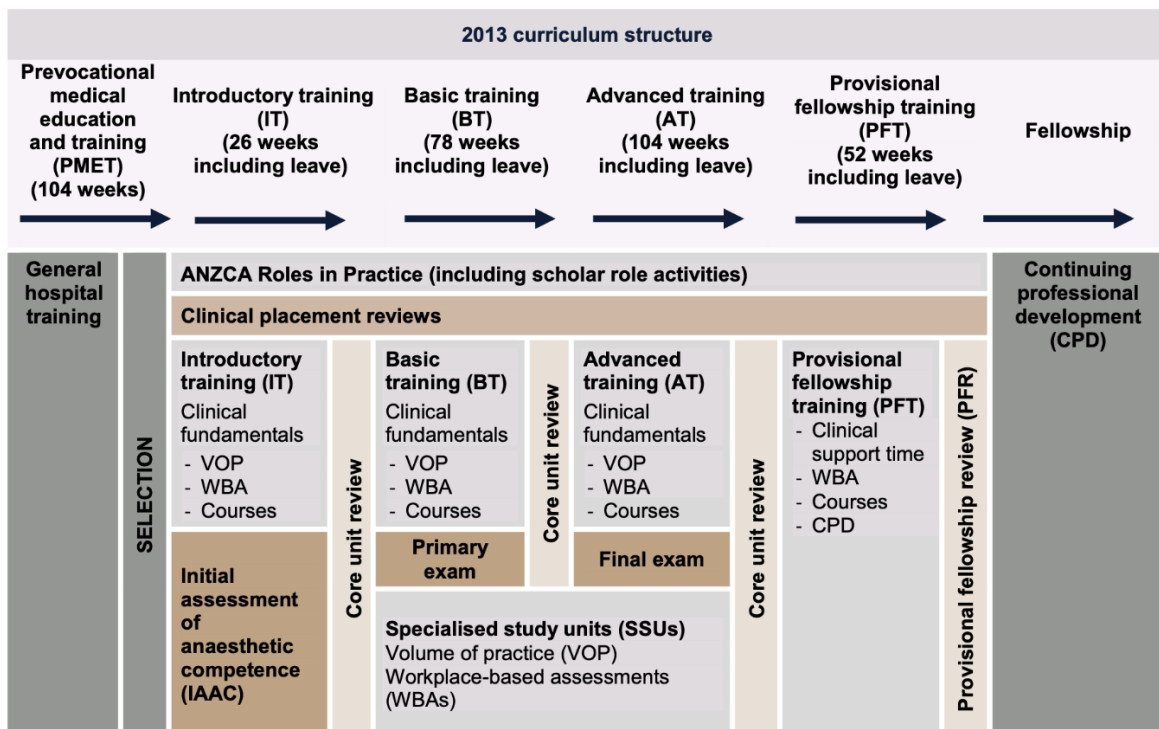 2013 curriculum structure
Prevocational
medical
education
and training
(PMET)
(104 weeks)
Introductory training
(IT)
(26 weeks
including leave)
Basic training
(BT)
(78 weeks
including leave)
Advanced training
(AT)
(104 weeks
including leave)
Provisional
fellowship training
(PFT)
(52 weeks
including leave)
Fellowship
General
hospital
training
SELECTION
ANZCA Roles in Practice (including scholar role activities)
Clinical placement reviews
Introductory
training (IT)
Clinical
fundamentals
- VOP
- WBA
- Courses
Initial
assessment
of
anaesthetic
competence
(IAAC)
Core unit review
Basic
training (BT)
Clinical
fundamentals
- VOP
- WBA
- Courses
Primary
exam
Core unit review
Advanced
training (AT)
Clinical
fundamentals
- VOP
- WBA
- Courses
Final exam
Specialised study units (SSUs)
Volume of practice (VOP)
Workplace-based assessments
(WBAs)
Core unit review
Provisional
fellowship
training (PFT)
- Clinical
support time
- WBA
- Courses
- CPD
Provisional fellowship review (PFR)
Continuing
professional
development
(CPD)